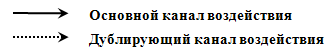 Основной канал воздействия
Дублирующий канал воздействия